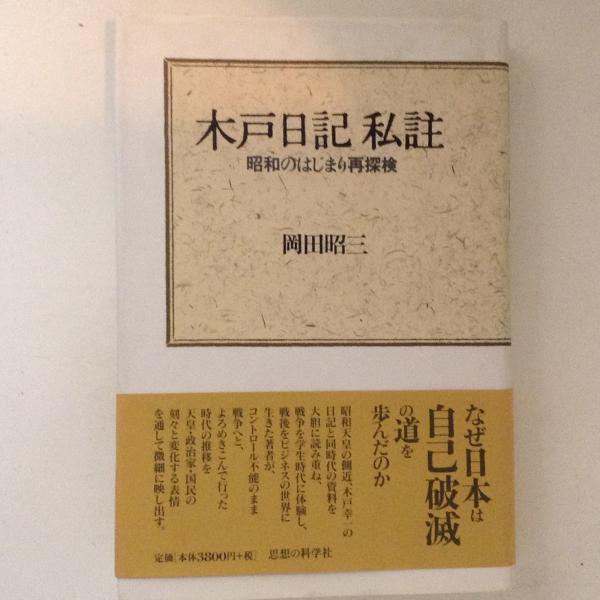 木戸日記 私註
昭和のはじまり再探検
岡田昭三
なぜ日本は
自己破滅
の道を
歩んだのか
昭和天皇の側近、木戸幸一の
日記と同時代の資料を
大胆に読み重ね、
戦争を学生時代に体験し、
戦後をビジネスの世界に
生きた著者が、
コントロール不能のまま
戦争へと、
よろめきこんで行った
時代の推移を
天皇・政治家・国民の
刻々と変化する表情
を通して微細に映し出す。
定価[本体3800円+税]
思想の科学社